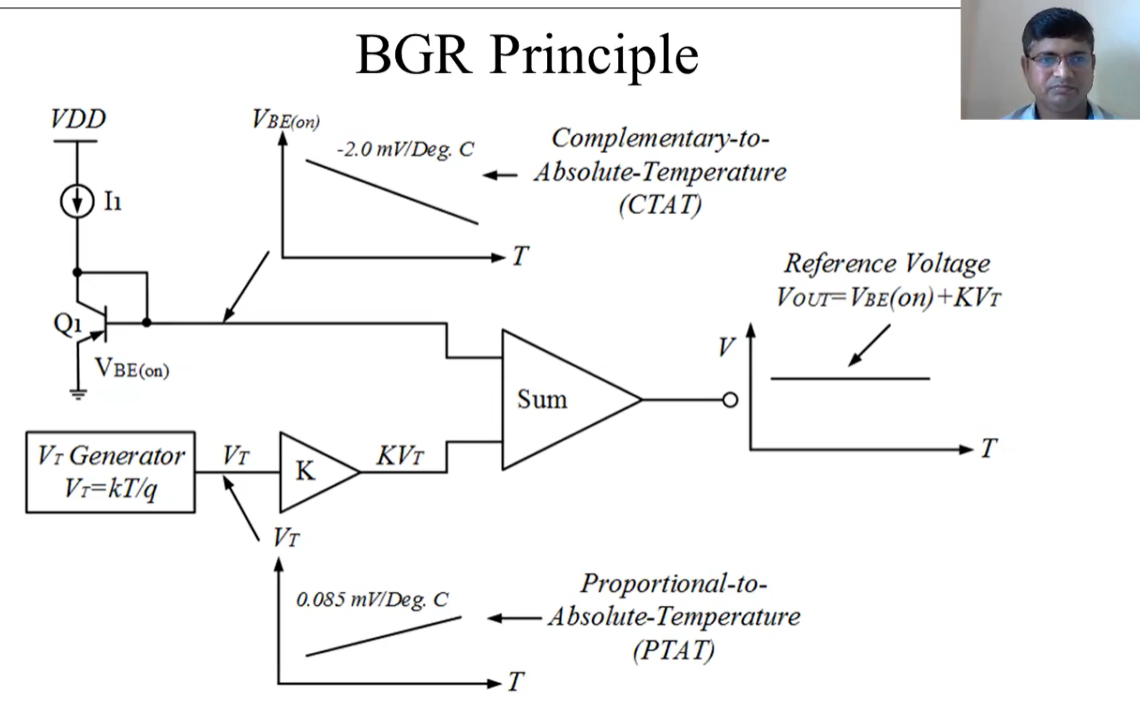 BGR Principle
VDD
I1
Q1
VBE(on)
VBE(on)
-2.0 mV/Deg. C
T
Complementary-to-
Absolute-Temperature
(CTAT)
Reference Voltage
VOUT=VBE(on)+KVT
V
T
Sum
VT Generator
VT=kT/q
VT
K
KVT
VT
0.085 mV/Deg. C
T
Proportional-to-
Absolute-Temperature
(PTAT)